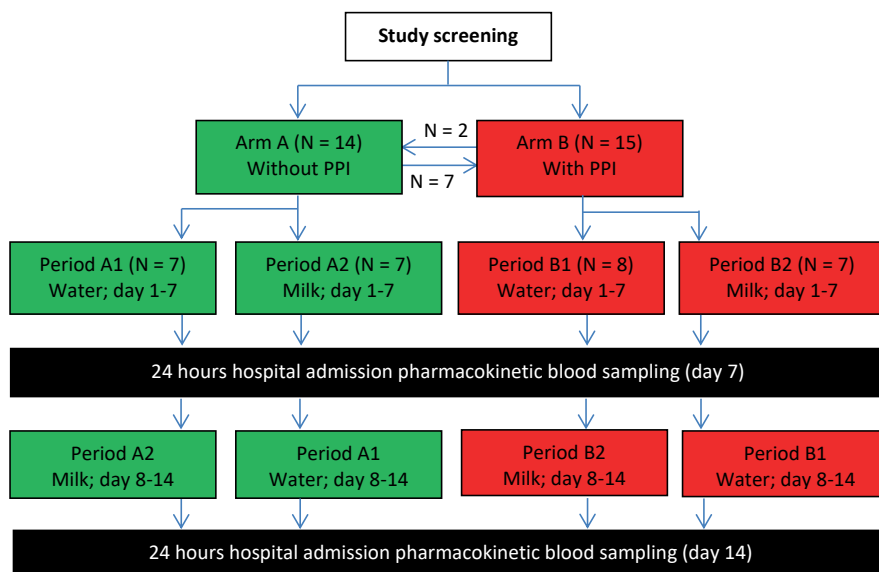 Study screening
Arm A (N = 14)
Without PPI
N = 2
N = 7
Arm B (N = 15)
With PPI
Period A1 (N = 7)
Water; day 1-7
Period A2 (N = 7)
Milk; day 1-7
Period B1 (N = 8)
Water; day 1-7
Period B2 (N = 7)
Milk; day 1-7
24 hours hospital admission pharmacokinetic blood sampling (day 7)
Period A2
Milk; day 8-14
Period A1
Water; day 8-14
Period B2
Milk; day 8-14
Period B1
Water; day 8-14
24 hours hospital admission pharmacokinetic blood sampling (day 14)